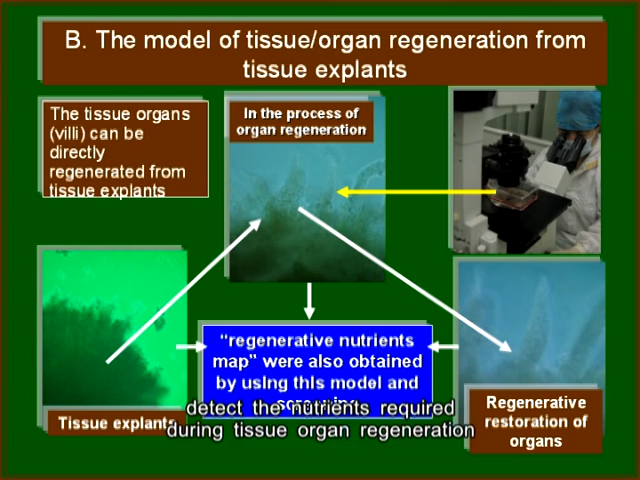 B. The model of tissue/organ regeneration from
tissue explants
The tissue organs
(villi) can be
directly
regenerated from
tissue explants
In the process of
organ regeneration
"regenerative nutrients
map" were also obtained
by using this model and
Tissue explants
Regenerative
restoration of
organs
detect the nutrients required
during tissue organ regeneration